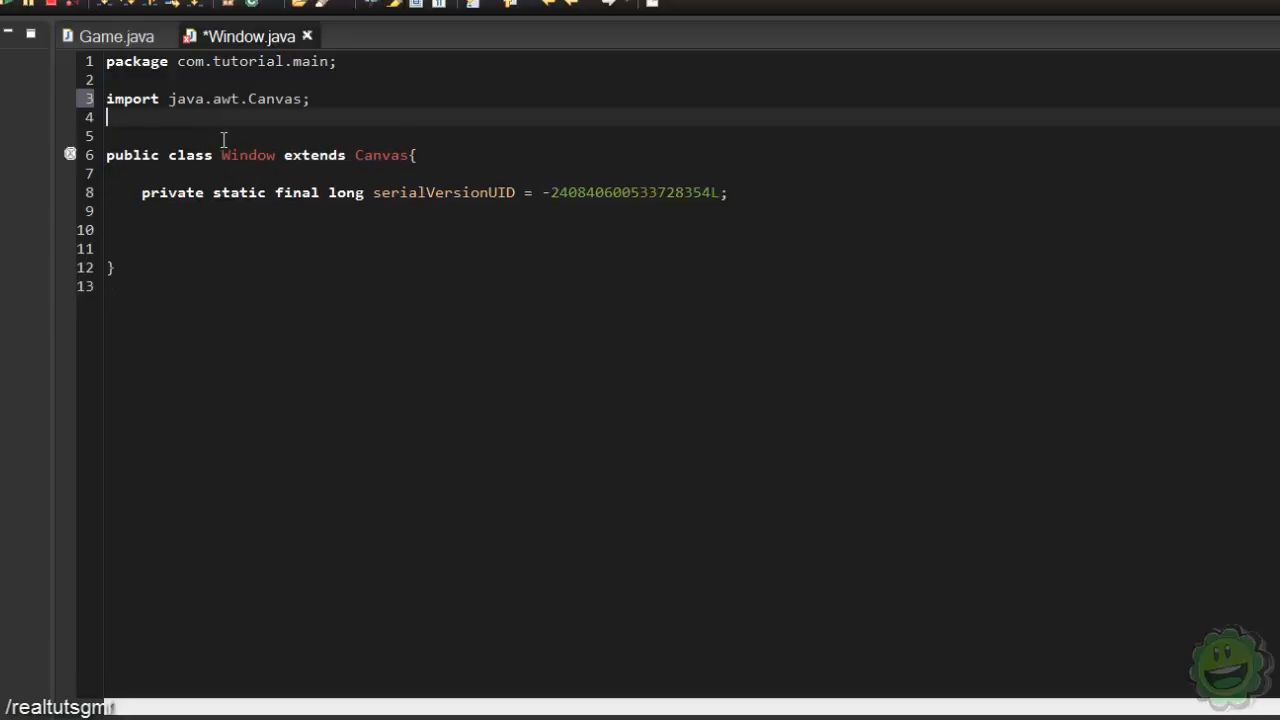 Game.java
*Window.java
1 package com.tutorial.main;
2
3 import java.awt.Canvas;
4
5
6 public class Window extends Canvas{
7
8 private static final long serialVersionUID = -240840600533728354L;
9
10
11
12 }
13
/realtutsgm